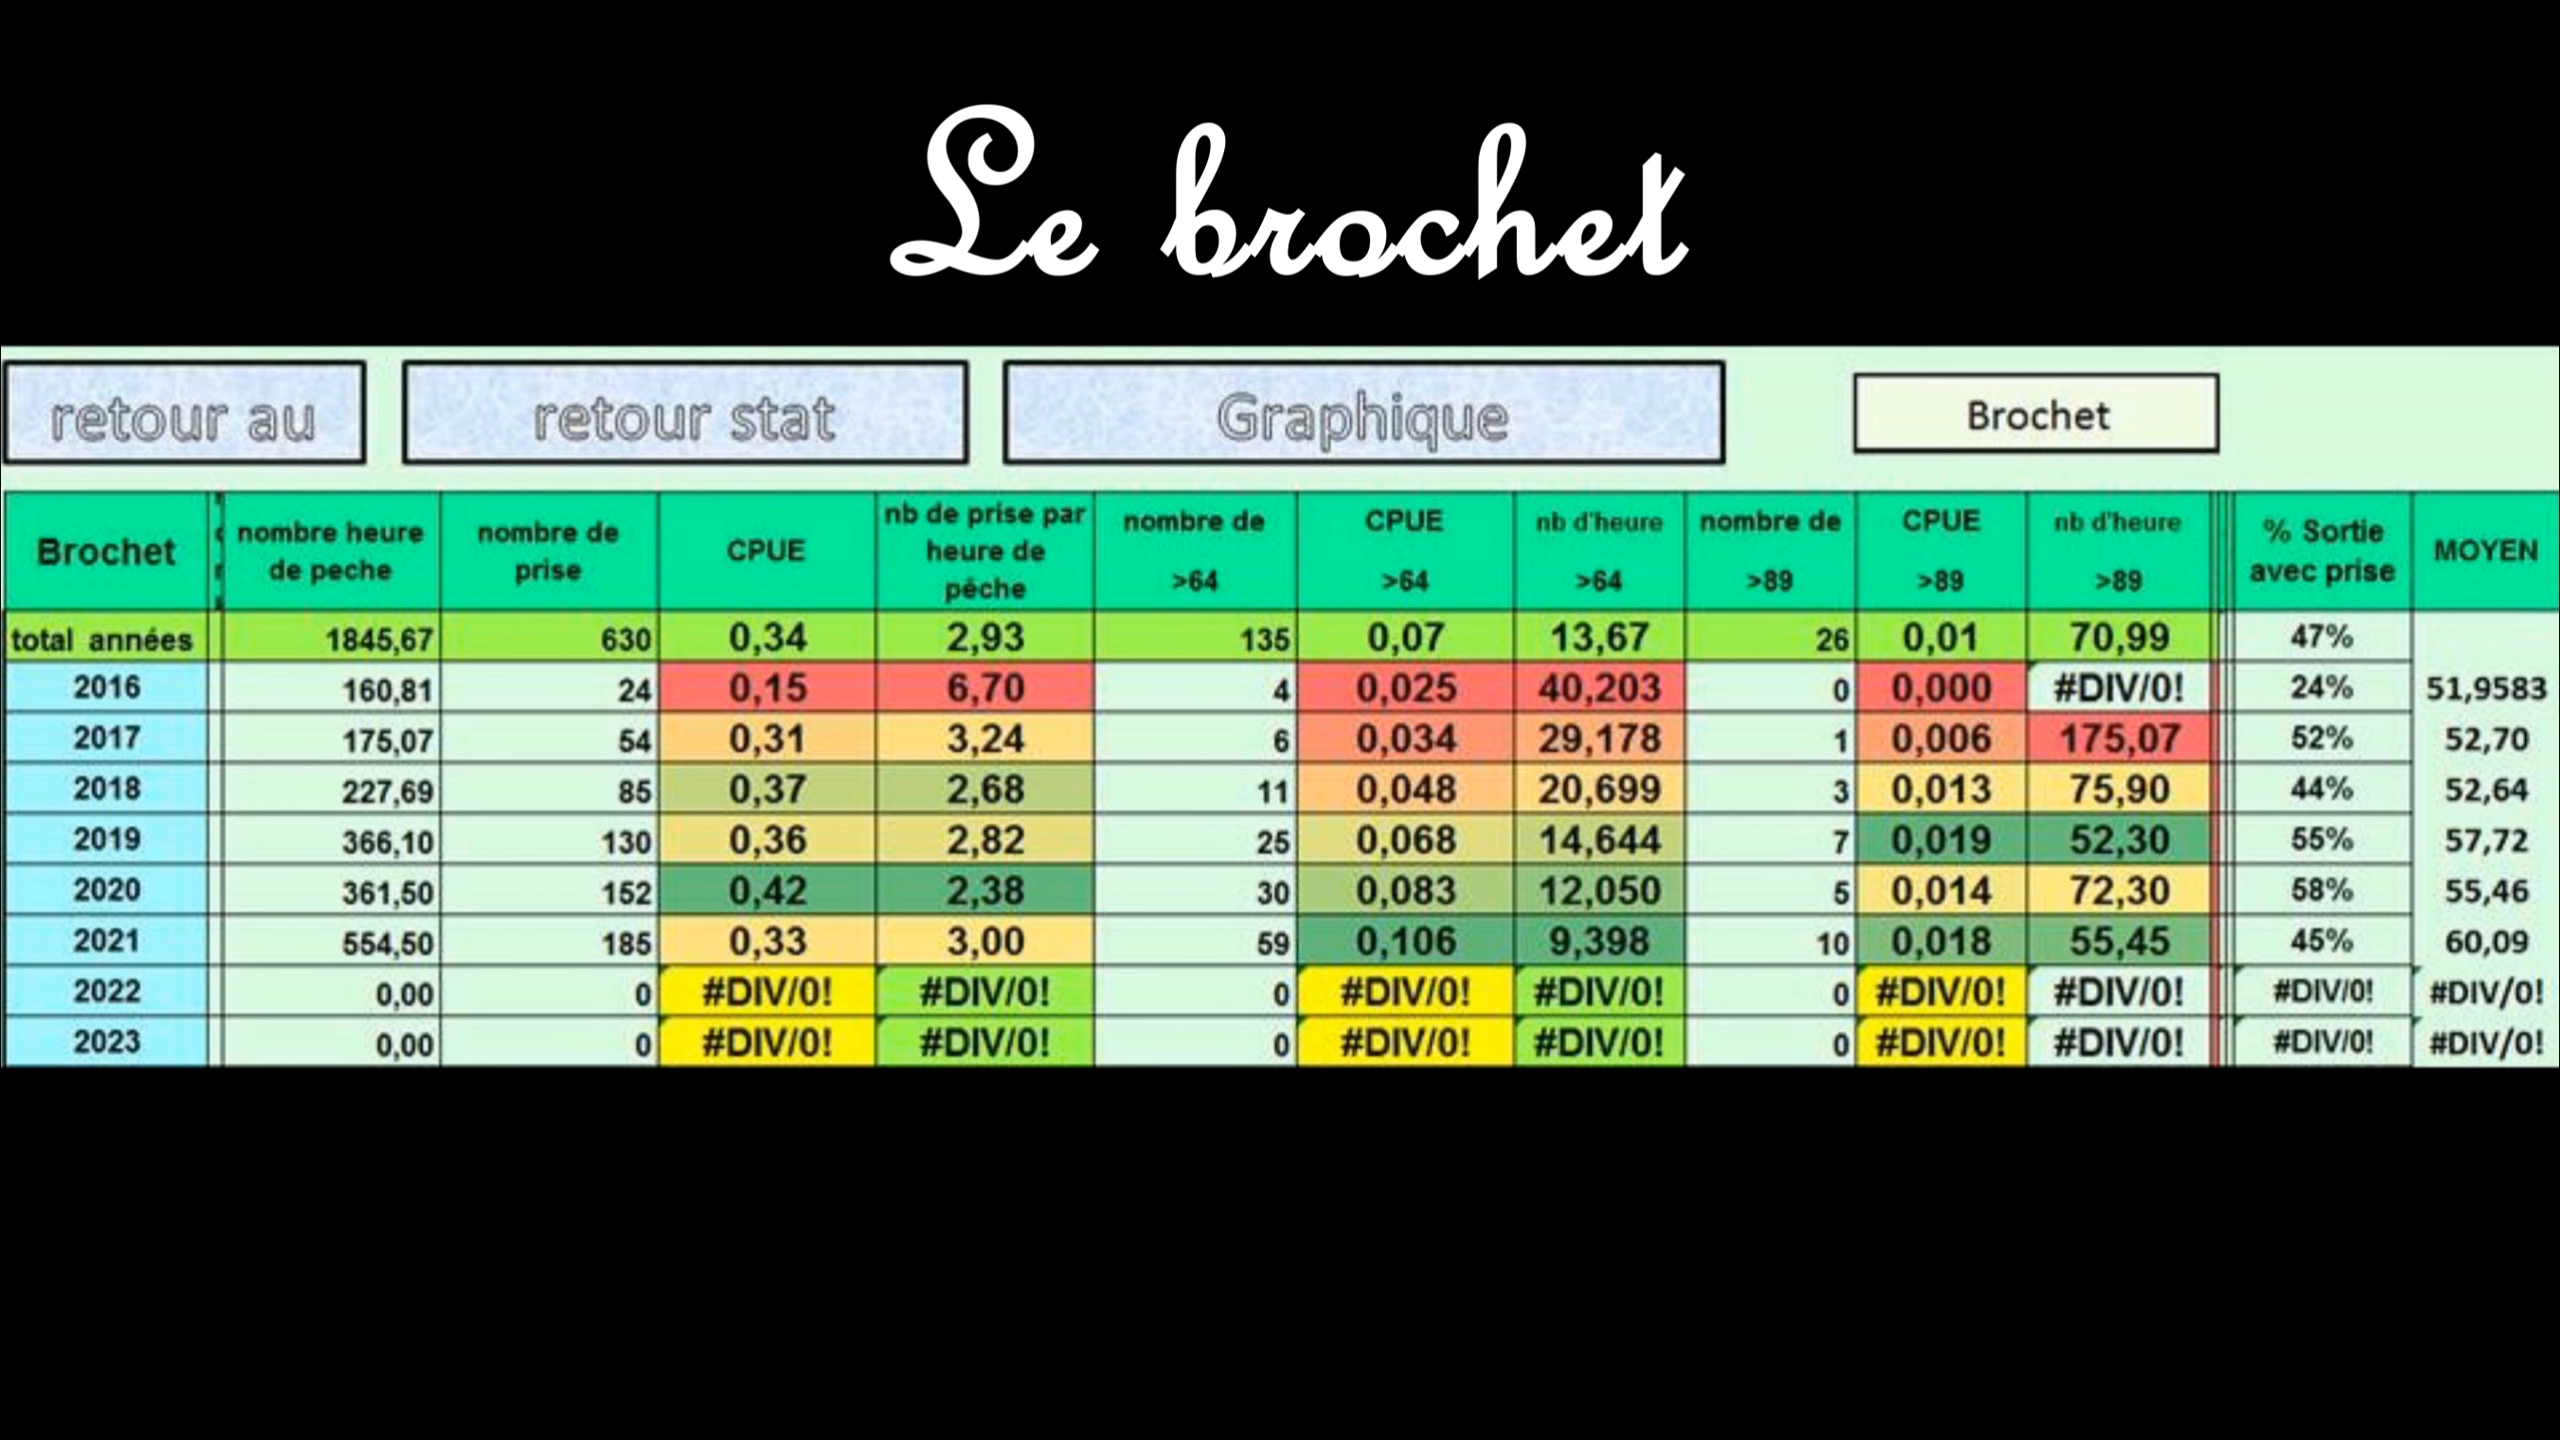 Le brochet
retour au
retour stat
Graphique
Brochet
Brochet
nombre heure
de peche
nombre de
prise
CPUE
nb de prise par
heure de
pêche
nombre de
>64
CPUE
>64
nb d'heure
>64
nombre de
>89
CPUE
>89
nb d'heure
>89
% Sortie
avec prise
MOYEN
total années 1845,67 630 0,34 2,93 135 0,07 13,67 26 0,01 70,99 47%
2016 160,81 24 0,15 6,70 4 0,025 40,203 0 0,000 #DIV/0! 24% 51,9583
2017 175,07 54 0,31 3,24 6 0,034 29,178 1 0,006 175,07 52% 52,70
2018 227,69 85 0,37 2,68 11 0,048 20,699 3 0,013 75,90 44% 52,64
2019 366,10 130 0,36 2,82 25 0,068 14,644 7 0,019 52,30 55% 57,72
2020 361,50 152 0,42 2,38 30 0,083 12,050 5 0,014 72,30 58% 55,46
2021 554,50 185 0,33 3,00 59 0,106 9,398 10 0,018 55,45 45% 60,09
2022 0,00 0 #DIV/0! #DIV/0! 0 #DIV/0! #DIV/0! 0 #DIV/0! #DIV/0! #DIV/0! #DIV/0!
2023 0,00 0 #DIV/0! #DIV/0! 0 #DIV/0! #DIV/0! 0 #DIV/0! #DIV/0! #DIV/0! #DIV/0!